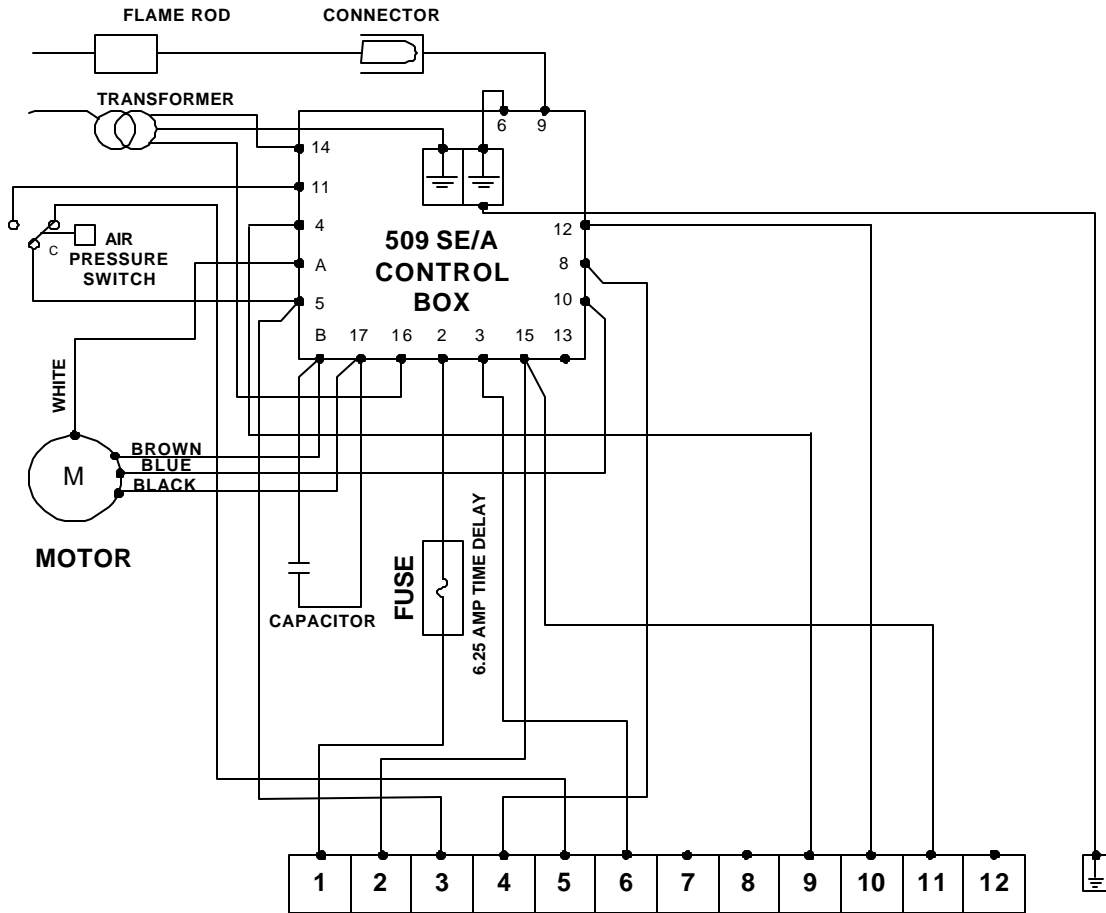 FLAME ROD
CONNECTOR
TRANSFORMER
6
9
14
11
4
A
5
12
8
10
C
AIR
PRESSURE
SWITCH
509 SE/A
CONTROL
BOX
B
17
16
2
3
15
13
WHITE
BROWN
BLUE
BLACK
M
MOTOR
CAPACITOR
FUSE
6.25 AMP TIME DELAY
1
2
3
4
5
6
7
8
9
10
11
12